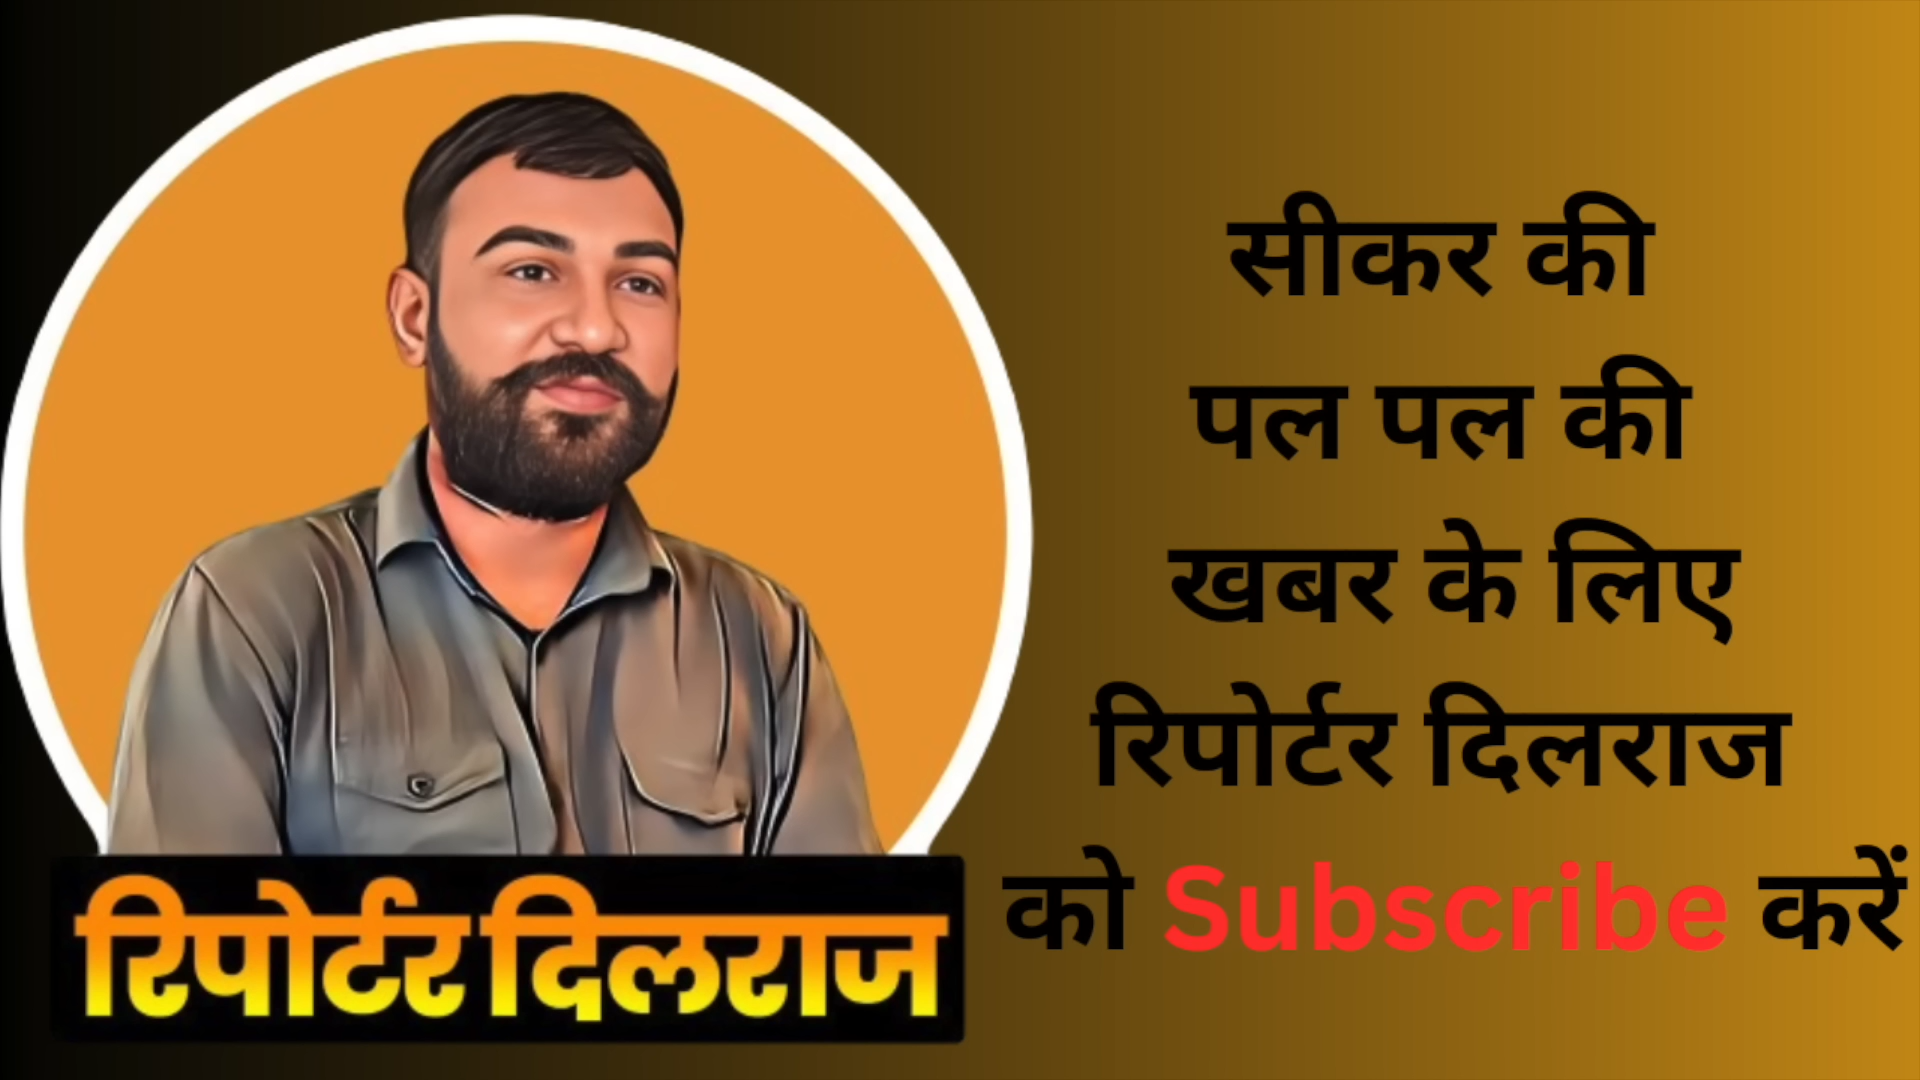 सीकर की
पल पल की
खबर के लिए
रिपोर्टर दिलराज
को Subscribe करें
रिपोर्टर दिलराज